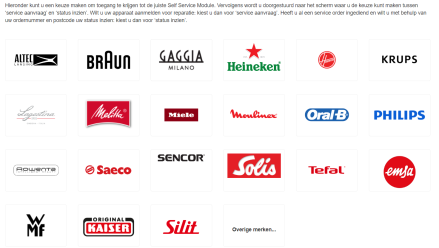 Hieronder kunt u een keuze maken om toegang te krijgen tot de juiste Self Service Module. Vervolgens wordt u doorgestuurd naar het scherm waar u de keuze kunt maken tussen
'service aanvraag' en 'status inzien'. Wilt u uw apparaat aanmelden voor reparatie, kiest u dan voor 'service aanvraag'. Heeft u al een service order ingediend en wilt u met behulp van
uw ordernummer en postcode uw status inzien, kiest u dan voor 'status inzien'.
ALTEC
LANSING
BRAUN
GAGGIA
MILANO
Heineken
Hoover
KRUPS
Melitta
Miele
Moulinex
Oral-B
PHILIPS
ROWENTA
Saeco
SENCOR
Solis
Tefal
emsa
WMF
ORIGINAL
KAISER
Silit
Overige merken...